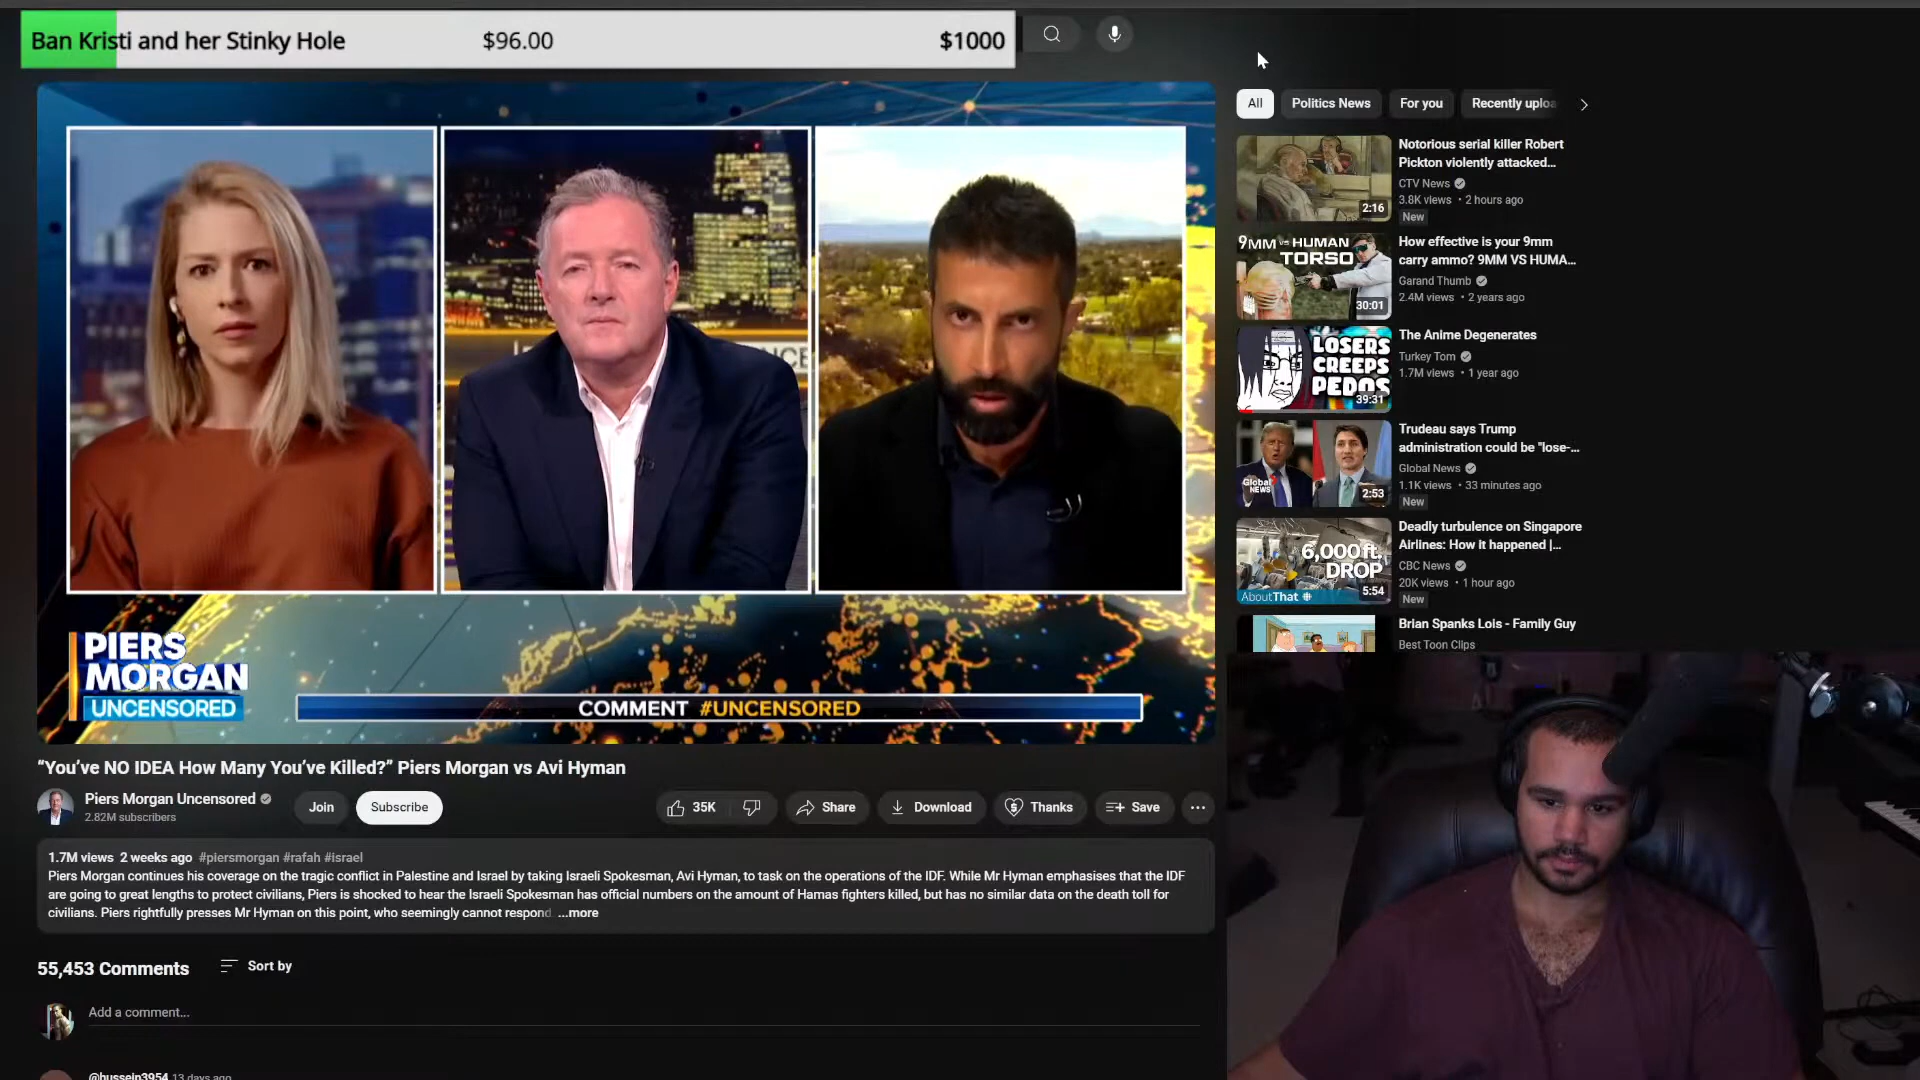 Ban Kristi and her Stinky Hole $96.00 $1000
All Politics News For you Recently uploa
Notorious serial killer Robert
Pickton violently attacked...
CTV News
3.8K views • 2 hours ago
New
2:16
9MM VS HUMAN
TORSO
30:01
How effective is your 9mm
carry ammo? 9MM VS HUMA...
Garand Thumb
2.4M views • 2 years ago
LOSERS
CREEPS
PEDOS
39:31
The Anime Degenerates
Turkey Tom
1.7M views • 1 year ago
Global
NEWS
2:53
Trudeau says Trump
administration could be "lose-...
Global News
1.1K views • 33 minutes ago
New
6,000 ft.
DROP
About That
5:54
Deadly turbulence on Singapore
Airlines: How it happened |...
CBC News
20K views • 1 hour ago
New
Brian Spanks Lois - Family Guy
Best Toon Clips
PIERS
MORGAN
UNCENSORED
COMMENT #UNCENSORED
“You’ve NO IDEA How Many You’ve Killed?” Piers Morgan vs Avi Hyman
Piers Morgan Uncensored
2.82M subscribers
Join Subscribe 35K Share Download Thanks Save
1.7M views 2 weeks ago #piersmorgan #rafah #israel
Piers Morgan continues his coverage on the tragic conflict in Palestine and Israel by taking Israeli Spokesman, Avi Hyman, to task on the operations of the IDF. While Mr Hyman emphasises that the IDF
are going to great lengths to protect civilians, Piers is shocked to hear the Israeli Spokesman has official numbers on the amount of Hamas fighters killed, but has no similar data on the death toll for
civilians. Piers rightfully presses Mr Hyman on this point, who seemingly cannot respond ...more
55,453 Comments Sort by
Add a comment...
@hussein3954 13 days ago